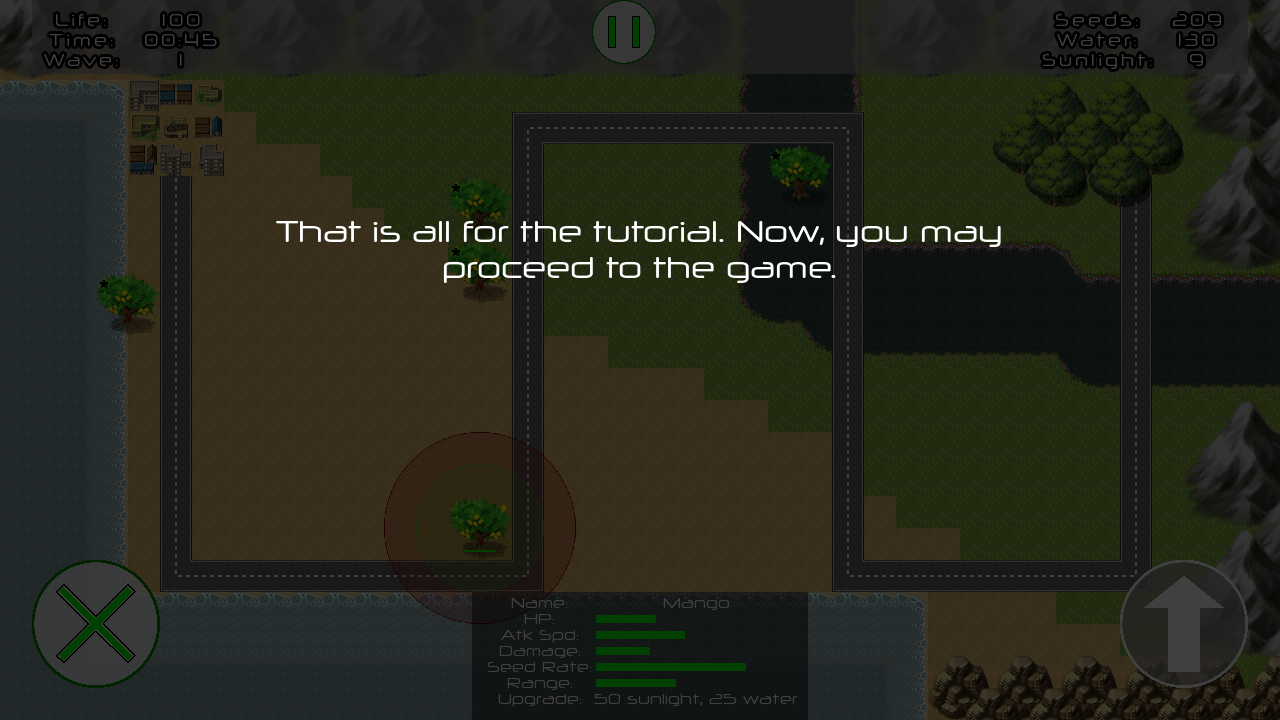 Life: 100
Time: 00:45
Wave: 1
Seeds: 209
Water: 130
Sunlight: 9
That is all for the tutorial. Now, you may
proceed to the game.
Name: Mango
HP:
Atk Spd:
Damage:
Seed Rate:
Range:
Upgrade: 50 sunlight, 25 water